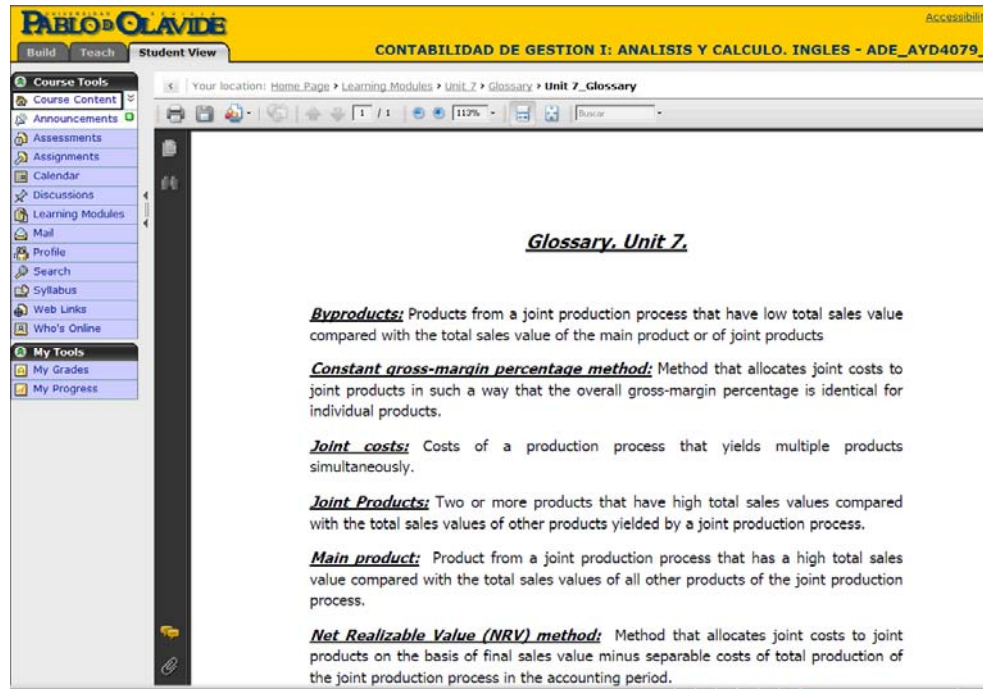 UNIVERSIDAD
PABLO DE OLAVIDE
Accessibilit
Build Teach Student View
CONTABILIDAD DE GESTION I: ANALISIS Y CALCULO. INGLES - ADE_AYD4079_
Course Tools
Course Content
Announcements
Assessments
Assignments
Calendar
Discussions
Learning Modules
Mail
Profile
Search
Syllabus
Web Links
Who's Online
My Tools
My Grades
My Progress
Your location: Home Page › Learning Modules › Unit 7 › Glossary › Unit 7_Glossary
1 / 1 113% Buscar
Glossary. Unit 7.
Byproducts: Products from a joint production process that have low total sales value
compared with the total sales value of the main product or of joint products
Constant gross-margin percentage method: Method that allocates joint costs to
joint products in such a way that the overall gross-margin percentage is identical for
individual products.
Joint costs: Costs of a production process that yields multiple products
simultaneously.
Joint Products: Two or more products that have high total sales values compared
with the total sales values of other products yielded by a joint production process.
Main product: Product from a joint production process that has a high total sales
value compared with the total sales values of all other products of the joint production
process.
Net Realizable Value (NRV) method: Method that allocates joint costs to joint
products on the basis of final sales value minus separable costs of total production of
the joint production process in the accounting period.